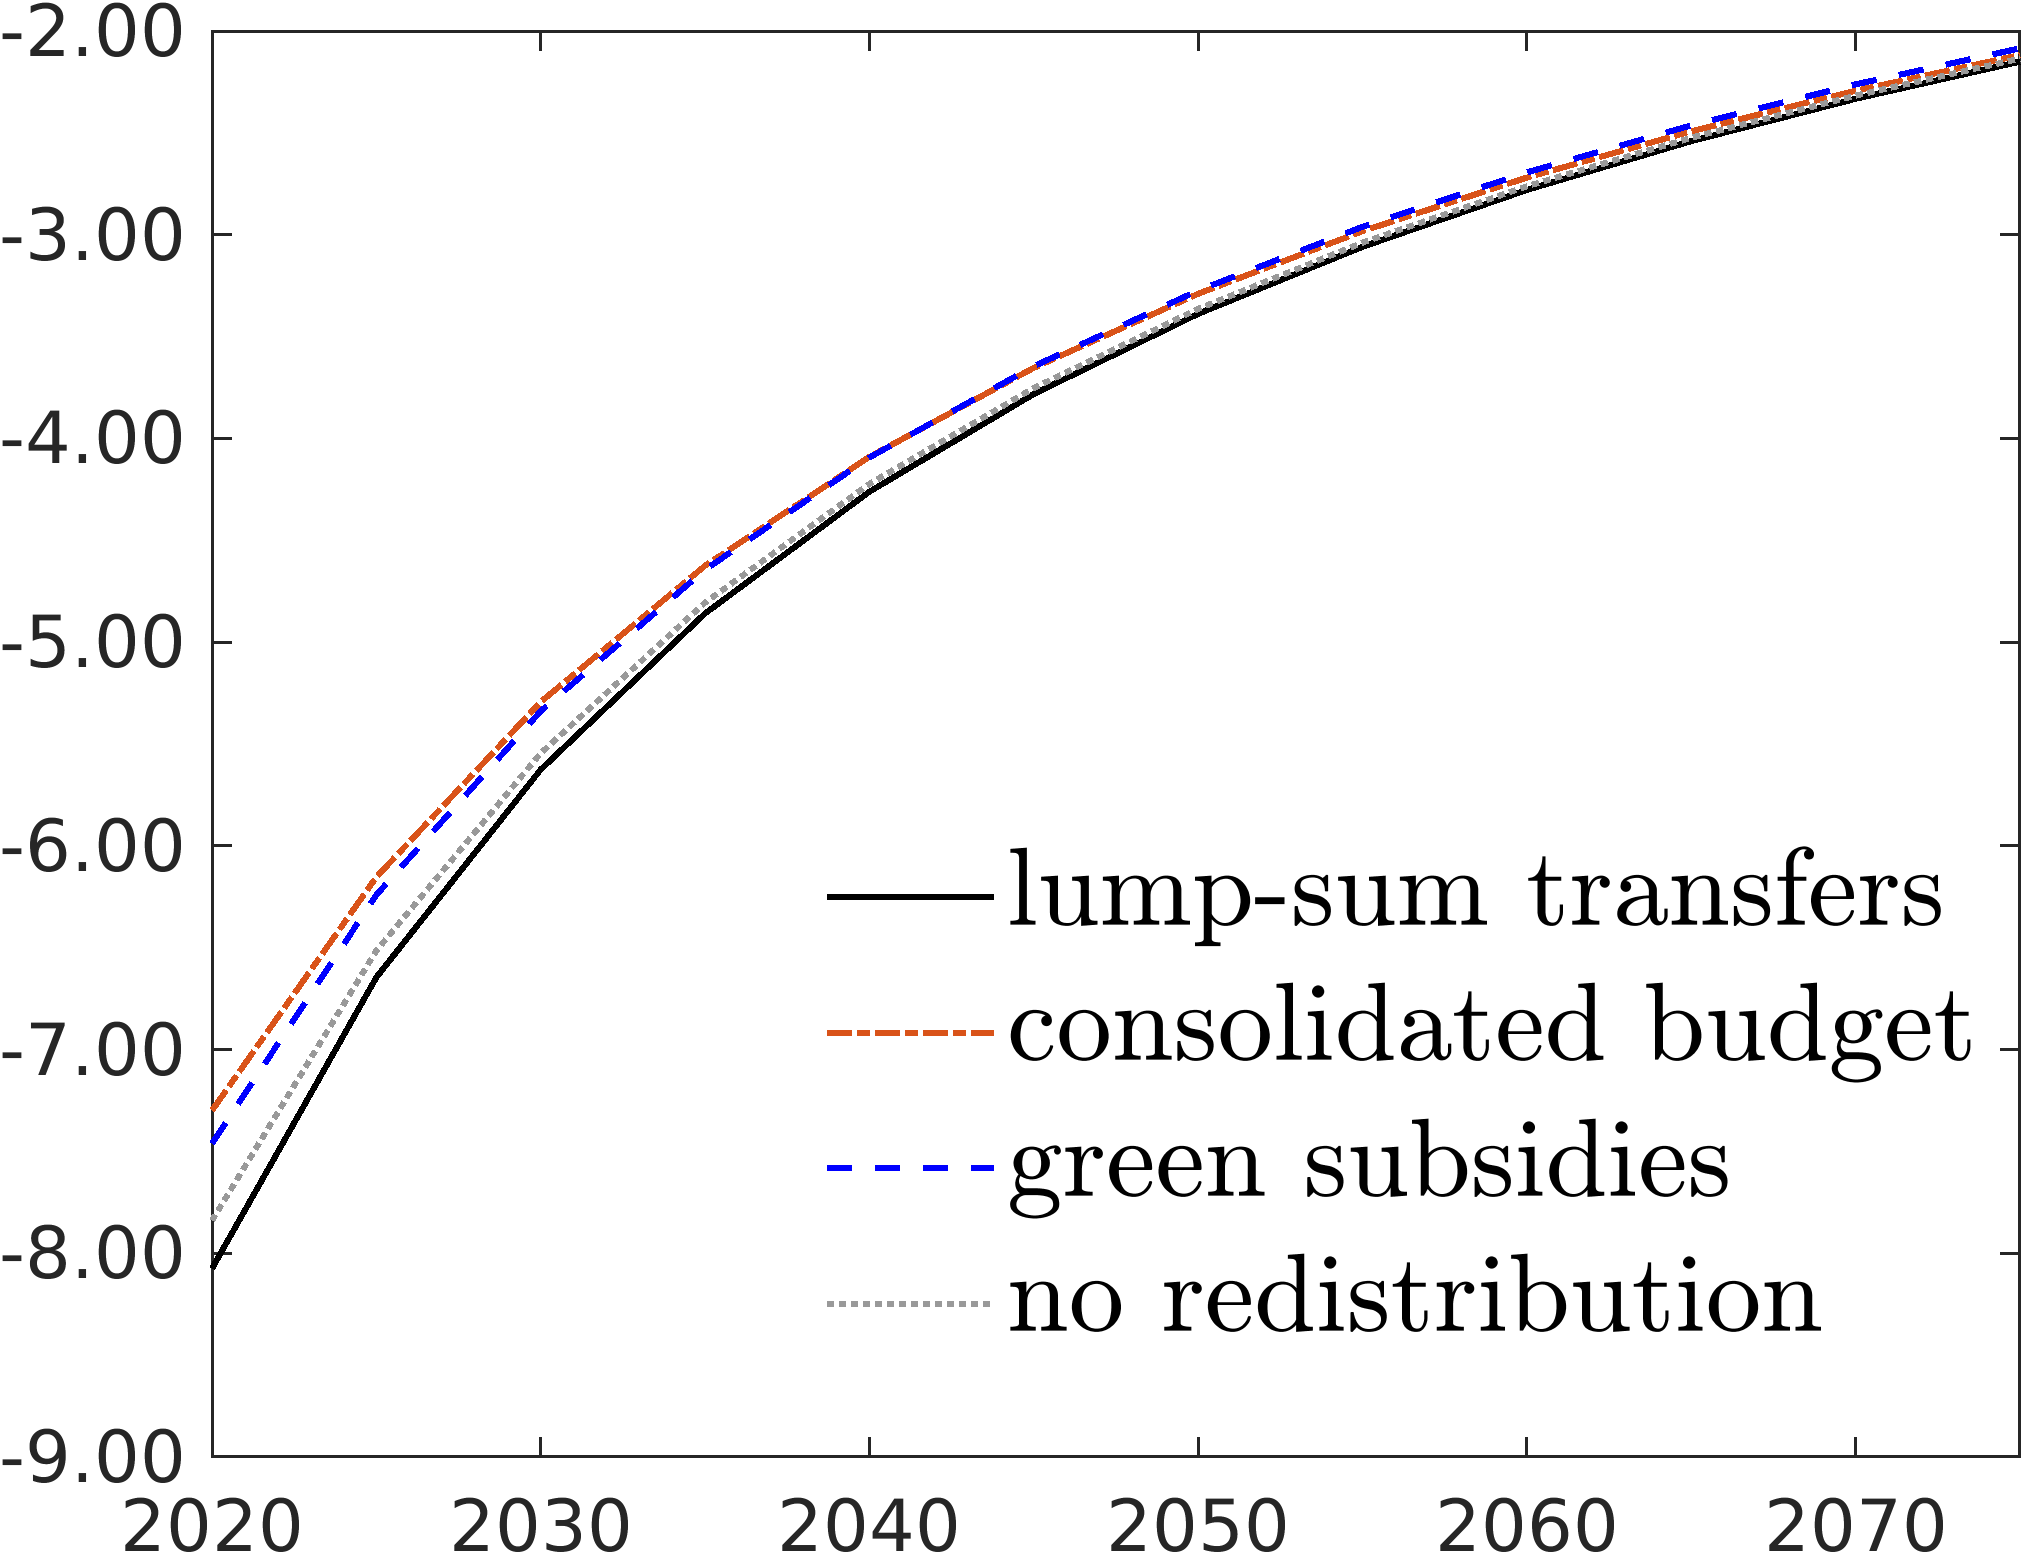 -2.00
-3.00
-4.00
-5.00
-6.00
-7.00
-8.00
-9.00
lump-sum transfers
consolidated budget
green subsidies
no redistribution
2020 2030 2040 2050 2060 2070